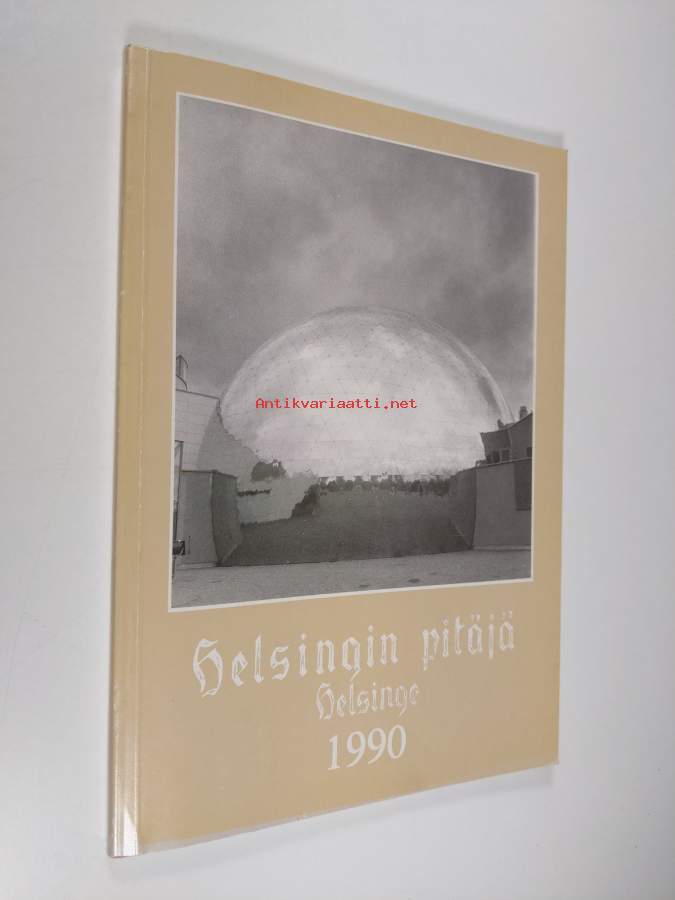 Antikvariaatti.net
Helsingin pitäjä
Helsinge
1990